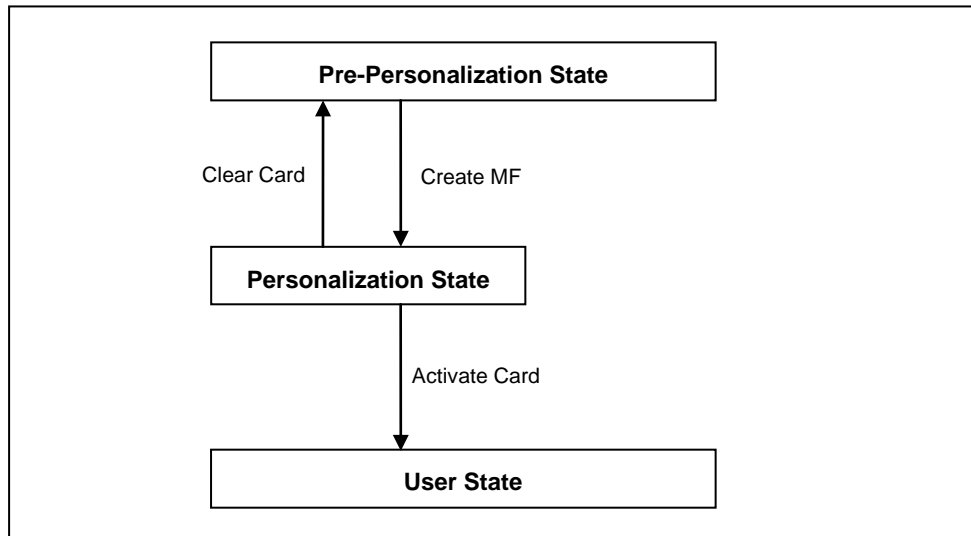 Pre-Personalization State
Clear Card
Create MF
Personalization State
Activate Card
User State